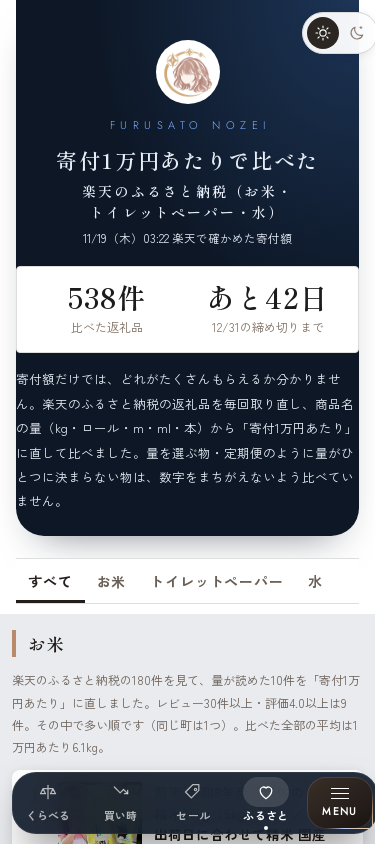 FURUSATO NOZEI
寄付1万円あたりで比べた
楽天のふるさと納税（お米・
トイレットペーパー・水）
11/19（木）03:22 楽天で確かめた寄付額
538件
比べた返礼品
あと42日
12/31の締め切りまで
寄付額だけでは、どれがたくさんもらえるか分かりませ
ん。楽天のふるさと納税の返礼品を毎回取り直し、商品名
の量（kg・ロール・m・ml・本）から「寄付1万円あたり」
に直して比べました。量を選ぶ物・定期便のように量がひ
とつに決まらない物は、数字をまちがえないよう比べてい
ません。
すべて お米 トイレットペーパー 水
お米
楽天のふるさと納税の180件を見て、量が読めた10件を「寄付1万
円あたり」に直しました。レビュー30件以上・評価4.0以上は9
件。その中で多い順です（同じ町は1つ）。比べた全部の平均は1
万円あたり6.1kg。
出荷日に合わせて精米 国産
くらべる 買い時 セール ふるさと MENU